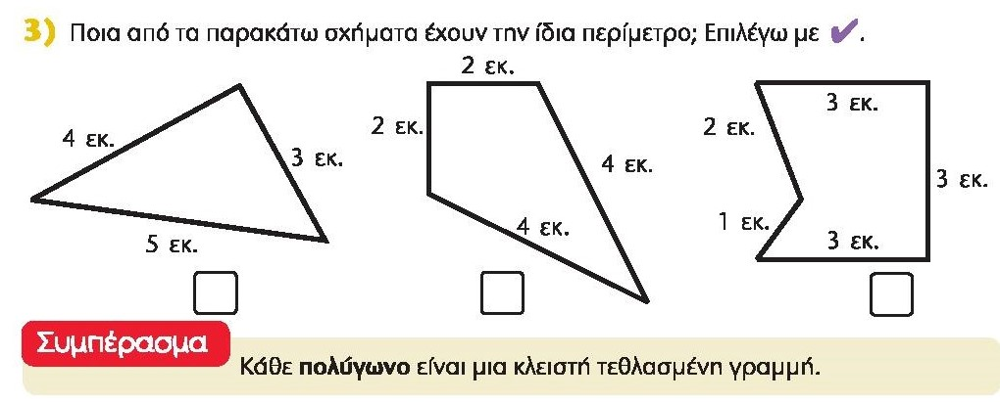 3) Ποια από τα παρακάτω σχήματα έχουν την ίδια περίμετρο; Επιλέγω με ✔.
2 εκ.
4 εκ.
3 εκ.
5 εκ.
2 εκ.
4 εκ.
4 εκ.
3 εκ.
2 εκ.
3 εκ.
1 εκ.
3 εκ.
Συμπέρασμα
Κάθε πολύγωνο είναι μια κλειστή τεθλασμένη γραμμή.